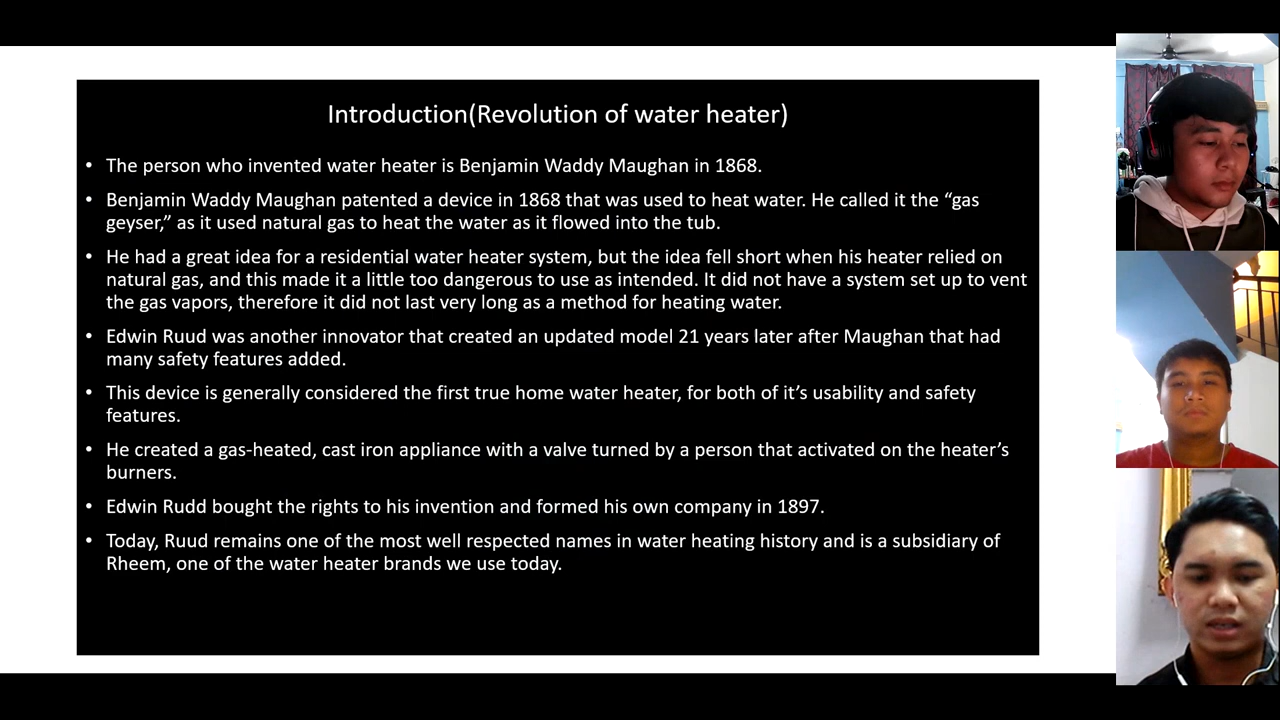 Introduction(Revolution of water heater)
• The person who invented water heater is Benjamin Waddy Maughan in 1868.
• Benjamin Waddy Maughan patented a device in 1868 that was used to heat water. He called it the “gas
geyser,” as it used natural gas to heat the water as it flowed into the tub.
• He had a great idea for a residential water heater system, but the idea fell short when his heater relied on
natural gas, and this made it a little too dangerous to use as intended. It did not have a system set up to vent
the gas vapors, therefore it did not last very long as a method for heating water.
• Edwin Ruud was another innovator that created an updated model 21 years later after Maughan that had
many safety features added.
• This device is generally considered the first true home water heater, for both of it’s usability and safety
features.
• He created a gas-heated, cast iron appliance with a valve turned by a person that activated on the heater’s
burners.
• Edwin Rudd bought the rights to his invention and formed his own company in 1897.
• Today, Ruud remains one of the most well respected names in water heating history and is a subsidiary of
Rheem, one of the water heater brands we use today.